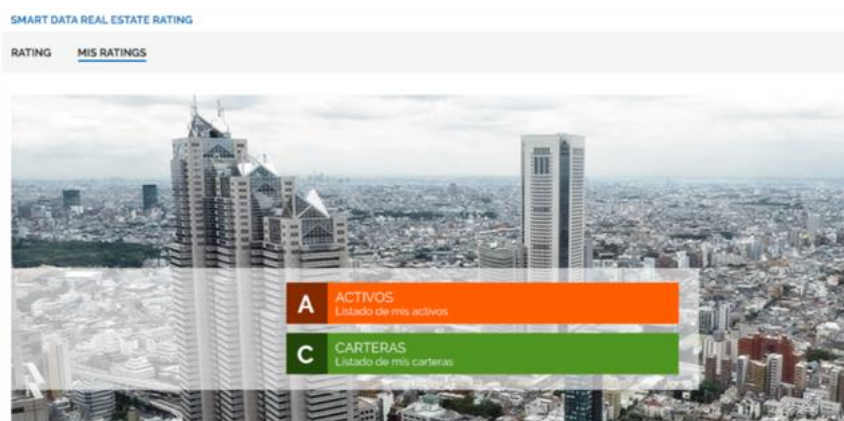 SMART DATA REAL ESTATE RATING
RATING MIS RATINGS
A
ACTIVOS
Listado de mis activos
C
CARTERAS
Listado de mis carteras